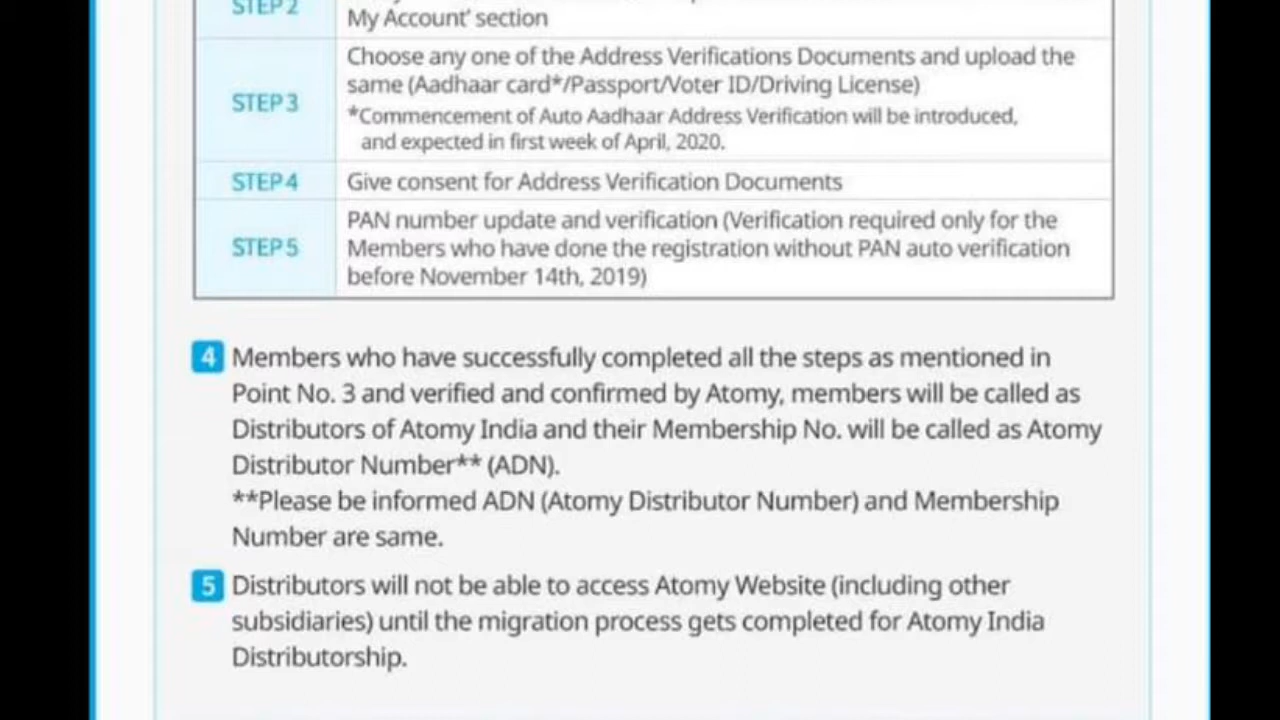 STEP 2
My Account' section
Choose any one of the Address Verifications Documents and upload the
STEP 3
same (Aadhaar card*/Passport/Voter ID/Driving License)
*Commencement of Auto Aadhaar Address Verification will be introduced,
and expected in first week of April, 2020.
STEP 4
Give consent for Address Verification Documents
PAN number update and verification (Verification required only for the
STEP 5
Members who have done the registration without PAN auto verification
before November 14th, 2019)
4 Members who have successfully completed all the steps as mentioned in
Point No. 3 and verified and confirmed by Atomy, members will be called as
Distributors of Atomy India and their Membership No. will be called as Atomy
Distributor Number** (ADN).
**Please be informed ADN (Atomy Distributor Number) and Membership
Number are same.
5 Distributors will not be able to access Atomy Website (including other
subsidiaries) until the migration process gets completed for Atomy India
Distributorship.